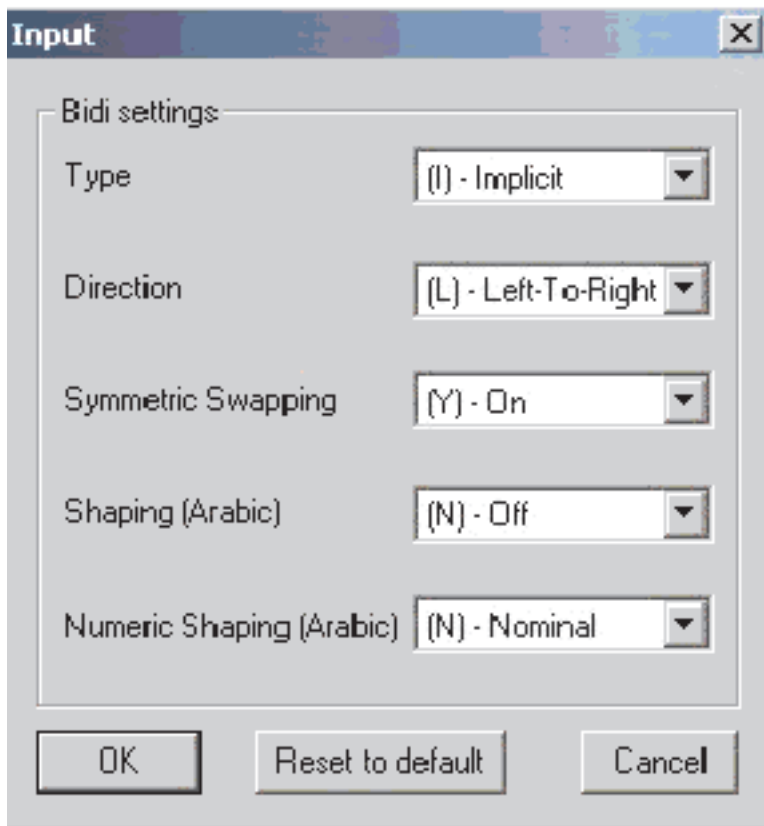 Input
Bidi settings
Type (I) - Implicit
Direction (L) - Left-To-Right
Symmetric Swapping (Y) - On
Shaping (Arabic) (N) - Off
Numeric Shaping (Arabic) (N) - Nominal
OK Reset to default Cancel